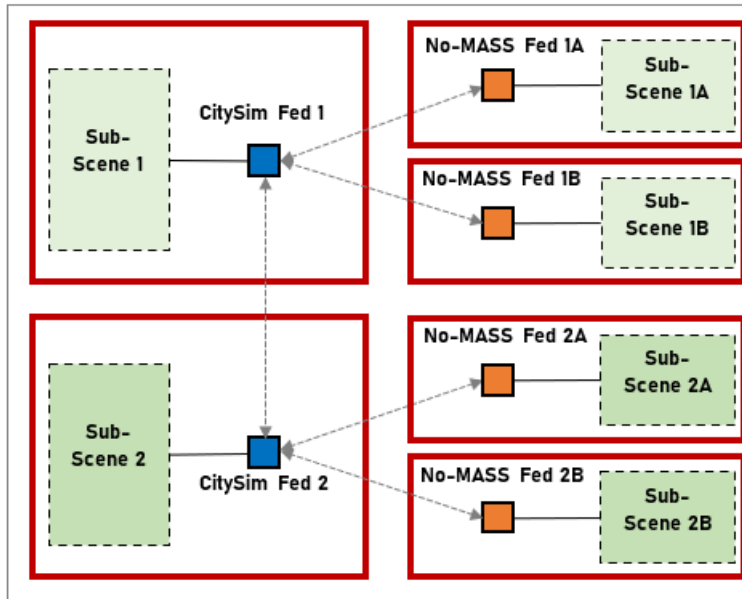 No-MASS Fed 1A
Sub-
Scene 1A
CitySim Fed 1
Sub-
Scene 1
No-MASS Fed 1B
Sub-
Scene 1B
No-MASS Fed 2A
Sub-
Scene 2A
Sub-
Scene 2
CitySim Fed 2
No-MASS Fed 2B
Sub-
Scene 2B